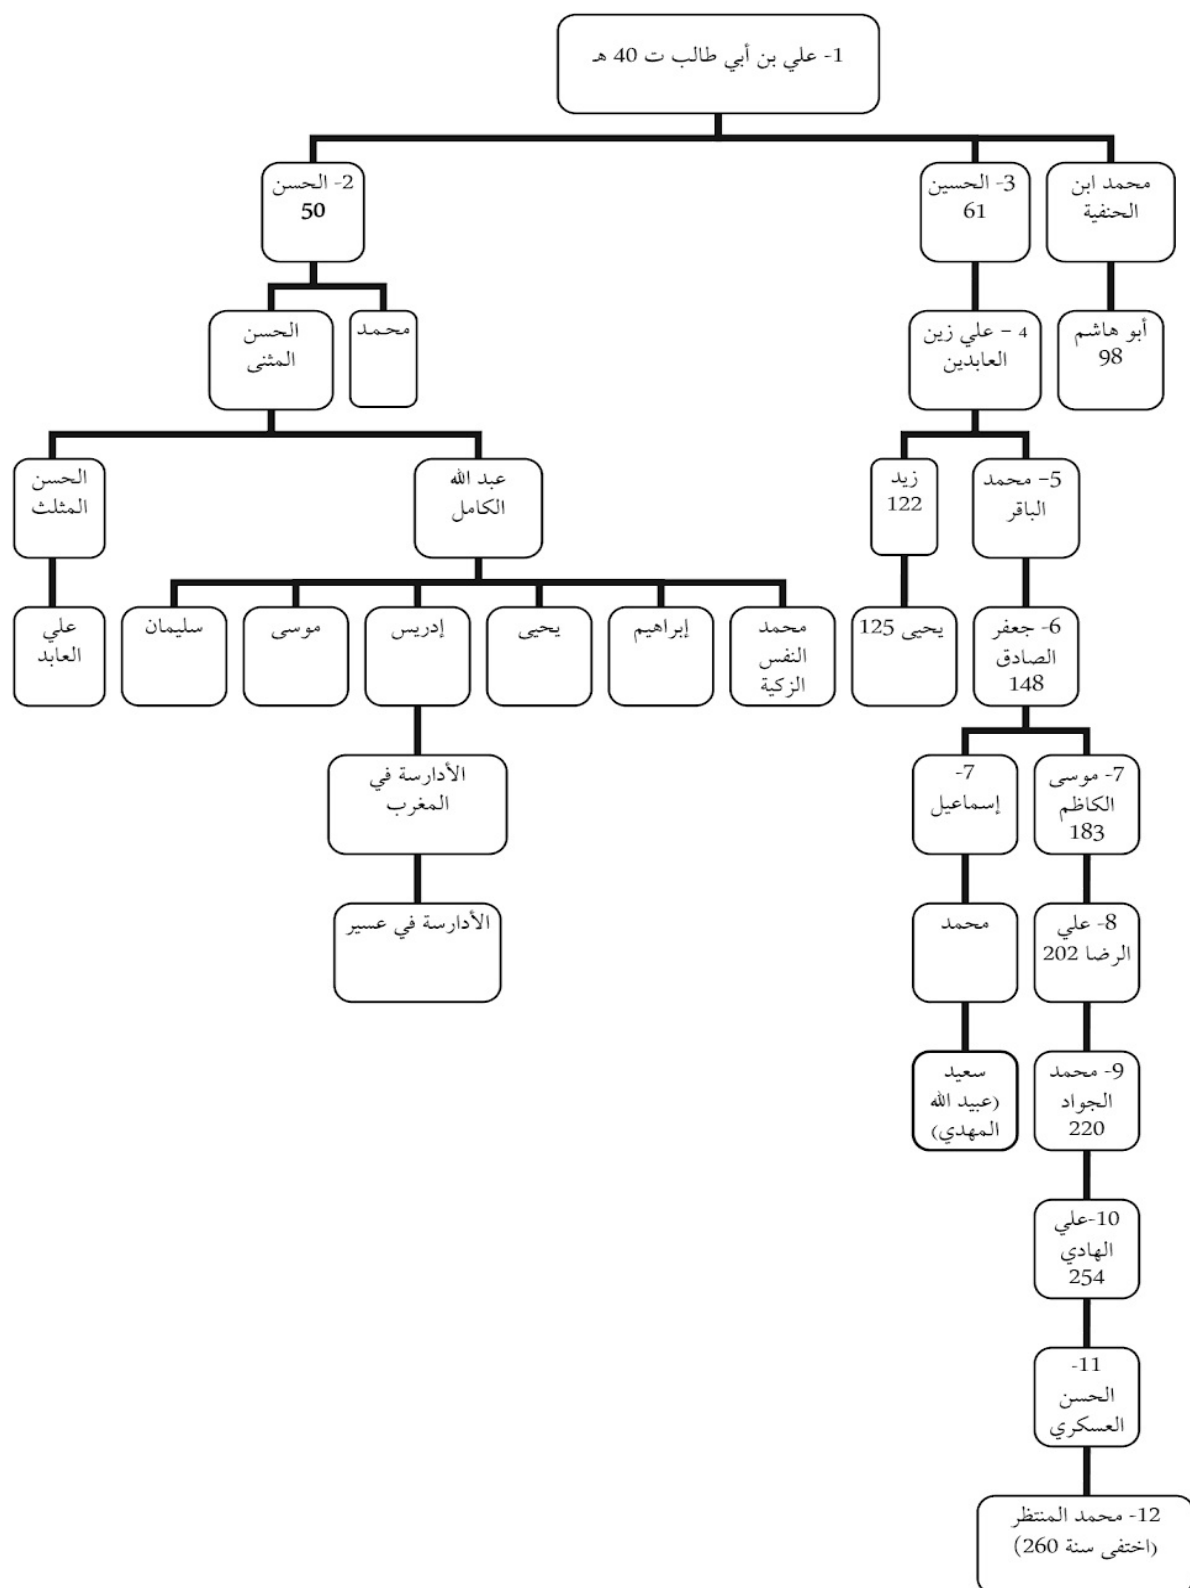 1- علي بن أبي طالب ت 40 هـ
محمد ابن
الحنفية
3- الحسين
61
2- الحسن
50
أبو هاشم
98
4 – علي زين
العابدين
محمد
الحسن
المثنى
5– محمد
الباقر
زيد
122
عبد الله
الكامل
الحسن
المثلث
6- جعفر
الصادق
148
يحيى 125
محمد
النفس
الزكية
إبراهيم
يحيى
إدريس
موسى
سليمان
علي
العابد
7- موسى
الكاظم
183
7-
إسماعيل
الأدارسة في
المغرب
8- علي
الرضا 202
محمد
الأدارسة في عسير
9- محمد
الجواد
220
سعيد
(عبيد الله
المهدي)
10-علي
الهادي
254
11-
الحسن
العسكري
12- محمد المنتظر
(اختفى سنة 260)